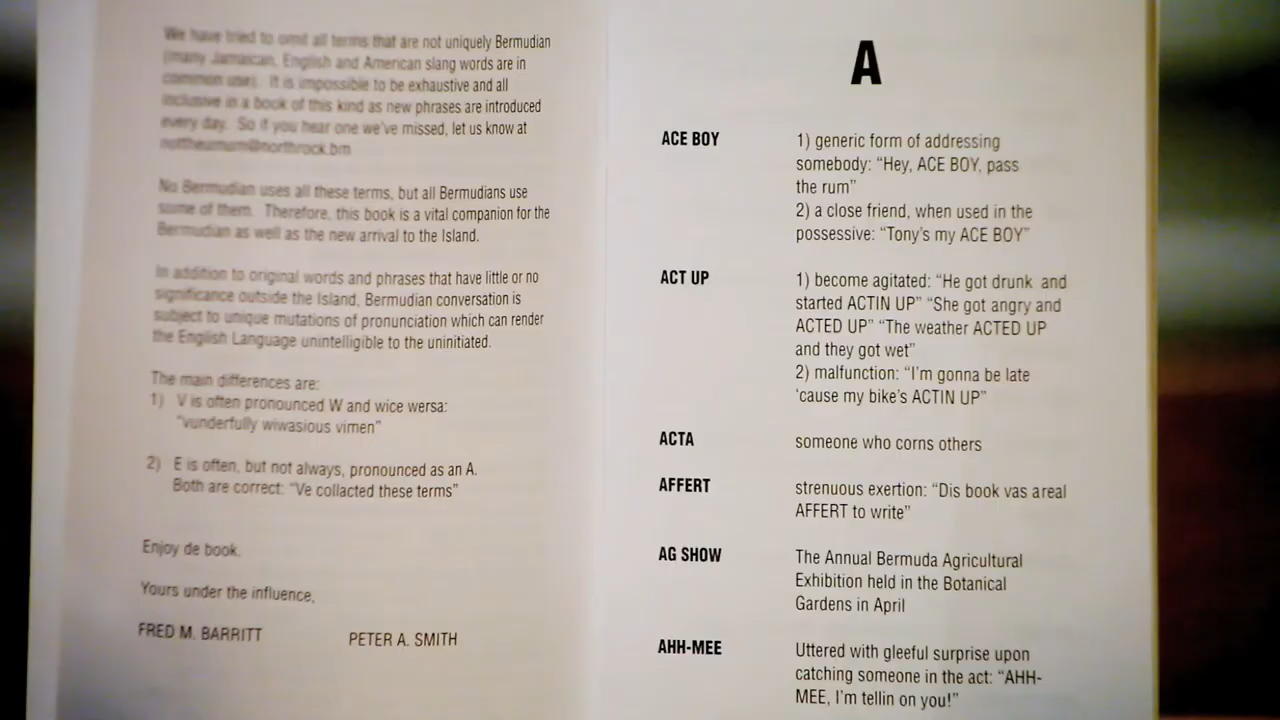 We have tried to omit all terms that are not uniquely Bermudian
(many Jamaican, English and American slang words are in
common use). It is impossible to be exhaustive and all
inclusive in a book of this kind as new phrases are introduced
every day. So if you hear one we've missed, let us know at
nottheumum@northrock.bm
No Bermudian uses all these terms, but all Bermudians use
some of them. Therefore, this book is a vital companion for the
Bermudian as well as the new arrival to the Island.
In addition to original words and phrases that have little or no
significance outside the Island, Bermudian conversation is
subject to unique mutations of pronunciation which can render
the English Language unintelligible to the uninitiated.
The main differences are:
1) V is often pronounced W and wice wersa:
"vunderfully wiwasious vimen"
2) E is often, but not always, pronounced as an A.
Both are correct: "Ve collacted these terms"
Enjoy de book.
Yours under the influence,
FRED M. BARRITT PETER A. SMITH
A
ACE BOY 1) generic form of addressing
somebody: "Hey, ACE BOY, pass
the rum"
2) a close friend, when used in the
possessive: "Tony's my ACE BOY"
ACT UP 1) become agitated: "He got drunk and
started ACTIN UP" "She got angry and
ACTED UP" "The weather ACTED UP
and they got wet"
2) malfunction: "I'm gonna be late
'cause my bike's ACTIN UP"
ACTA someone who corns others
AFFERT strenuous exertion: "Dis book vas a real
AFFERT to write"
AG SHOW The Annual Bermuda Agricultural
Exhibition held in the Botanical
Gardens in April
AHH-MEE Uttered with gleeful surprise upon
catching someone in the act: "AHH-
MEE, I'm tellin on you!"